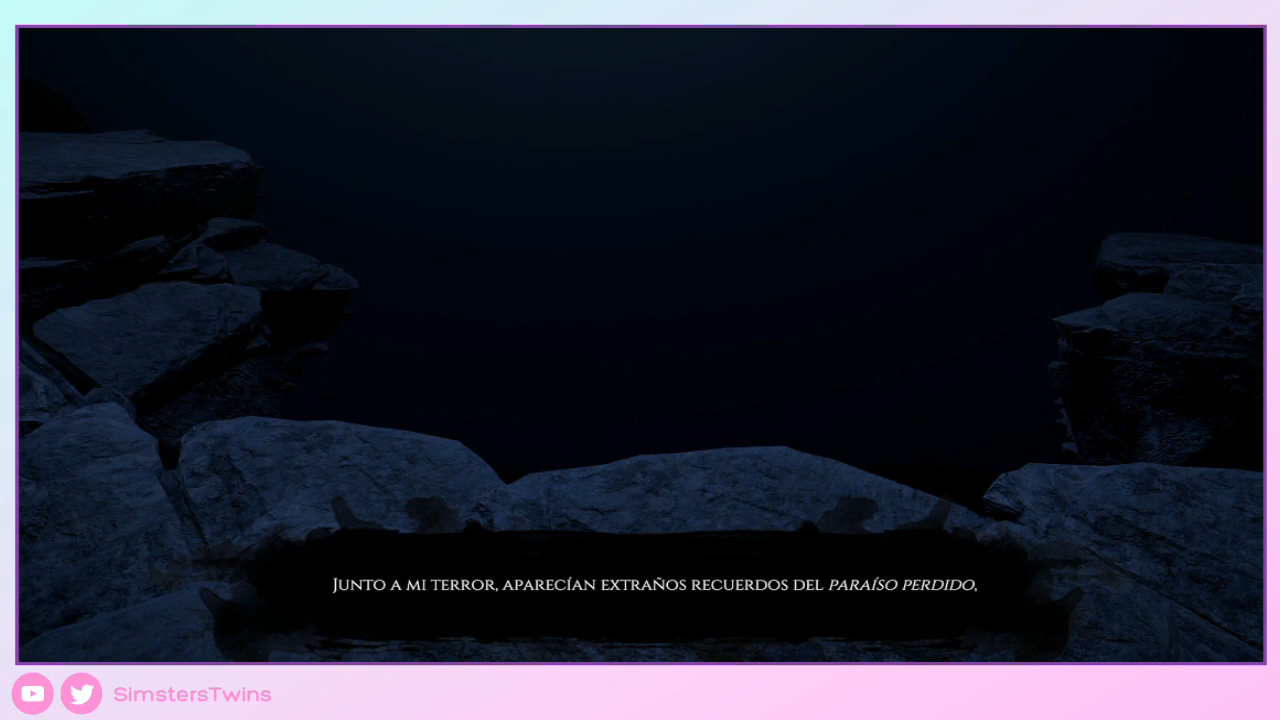 Junto a mi terror, aparecían extraños recuerdos del paraíso perdido,
SimstersTwins